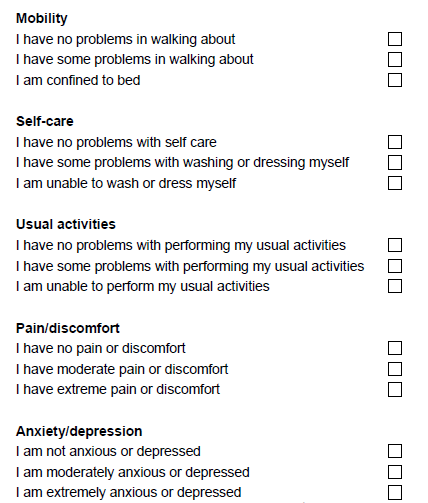 Mobility
I have no problems in walking about
I have some problems in walking about
I am confined to bed
Self-care
I have no problems with self care
I have some problems with washing or dressing myself
I am unable to wash or dress myself
Usual activities
I have no problems with performing my usual activities
I have some problems with performing my usual activities
I am unable to perform my usual activities
Pain/discomfort
I have no pain or discomfort
I have moderate pain or discomfort
I have extreme pain or discomfort
Anxiety/depression
I am not anxious or depressed
I am moderately anxious or depressed
I am extremely anxious or depressed